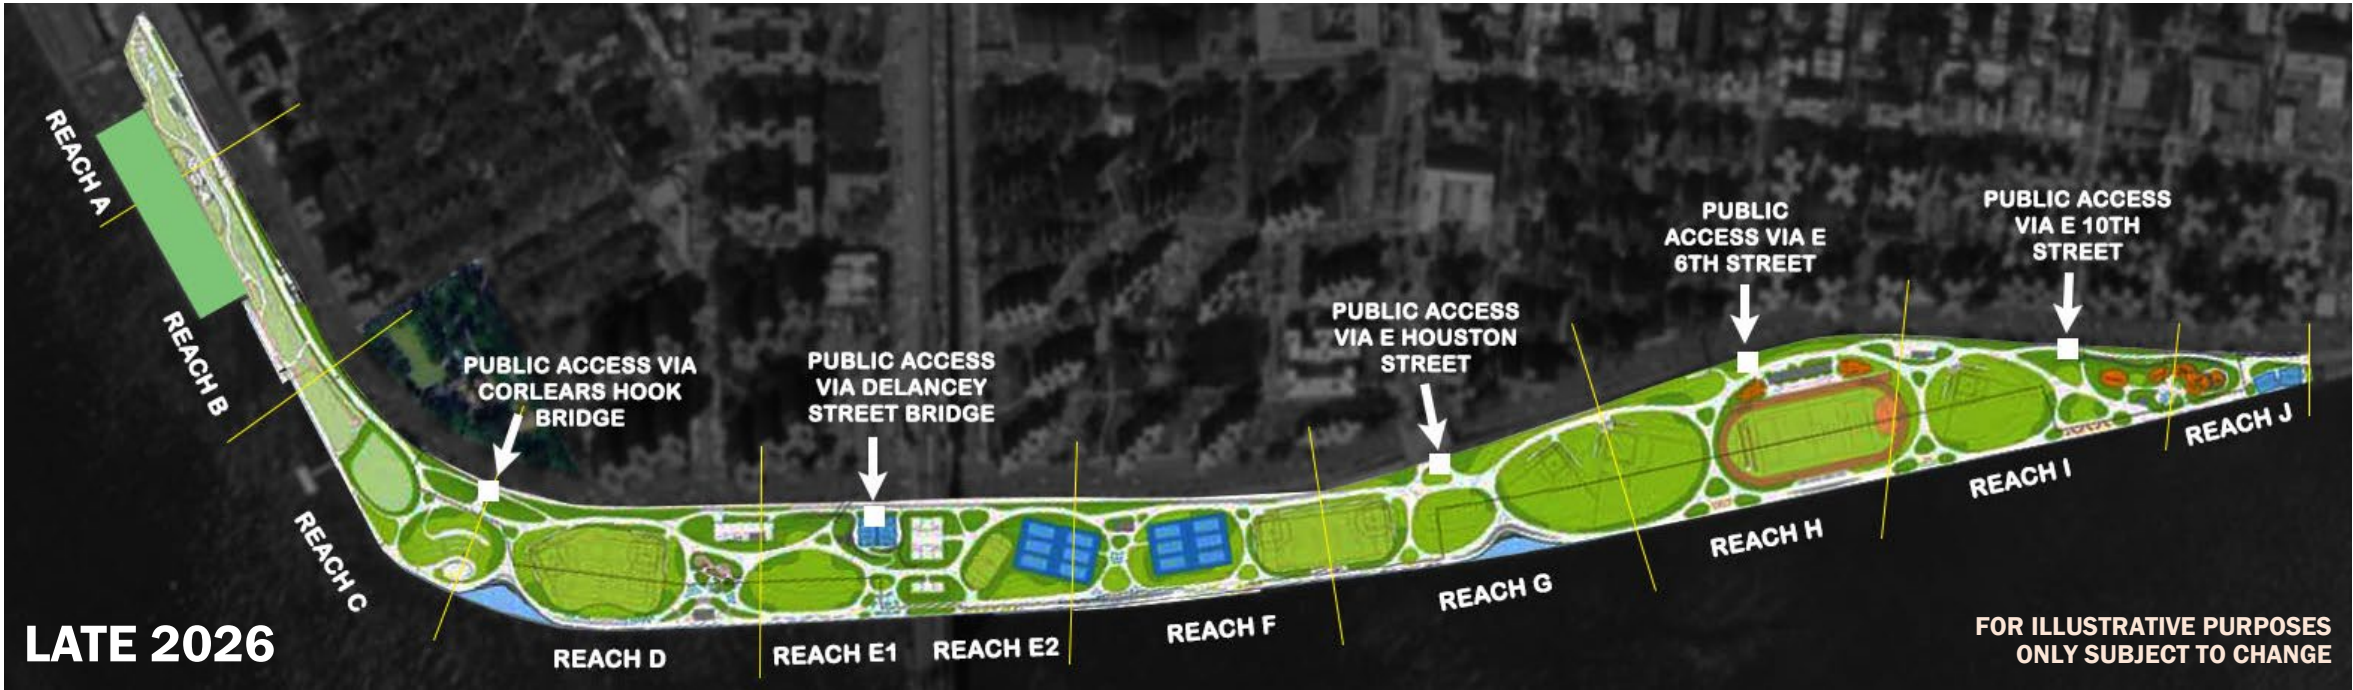 REACH A
REACH B
REACH C
PUBLIC ACCESS VIA
CORLEARS HOOK
BRIDGE
PUBLIC ACCESS
VIA DELANCEY
STREET BRIDGE
PUBLIC ACCESS
VIA E HOUSTON
STREET
PUBLIC
ACCESS VIA E
6TH STREET
PUBLIC ACCESS
VIA E 10TH
STREET
REACH D
REACH E1
REACH E2
REACH F
REACH G
REACH H
REACH I
REACH J
LATE 2026
FOR ILLUSTRATIVE PURPOSES
ONLY SUBJECT TO CHANGE